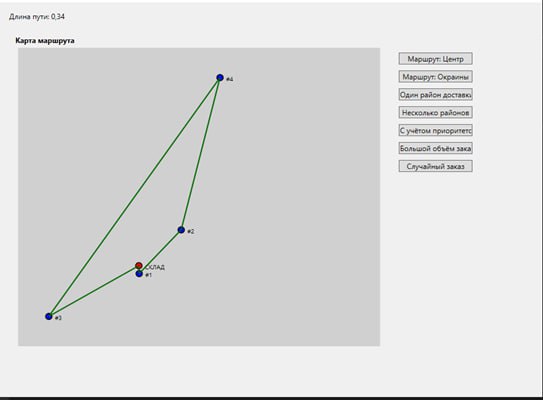 Длина пути: 0,34
Карта маршрута
Маршрут: Центр
#4
Маршрут: Окраины
Один район доставки
Несколько районов
С учётом приоритетс
Большой объём зака
Случайный заказ
#2
СКЛАД
#1
#3